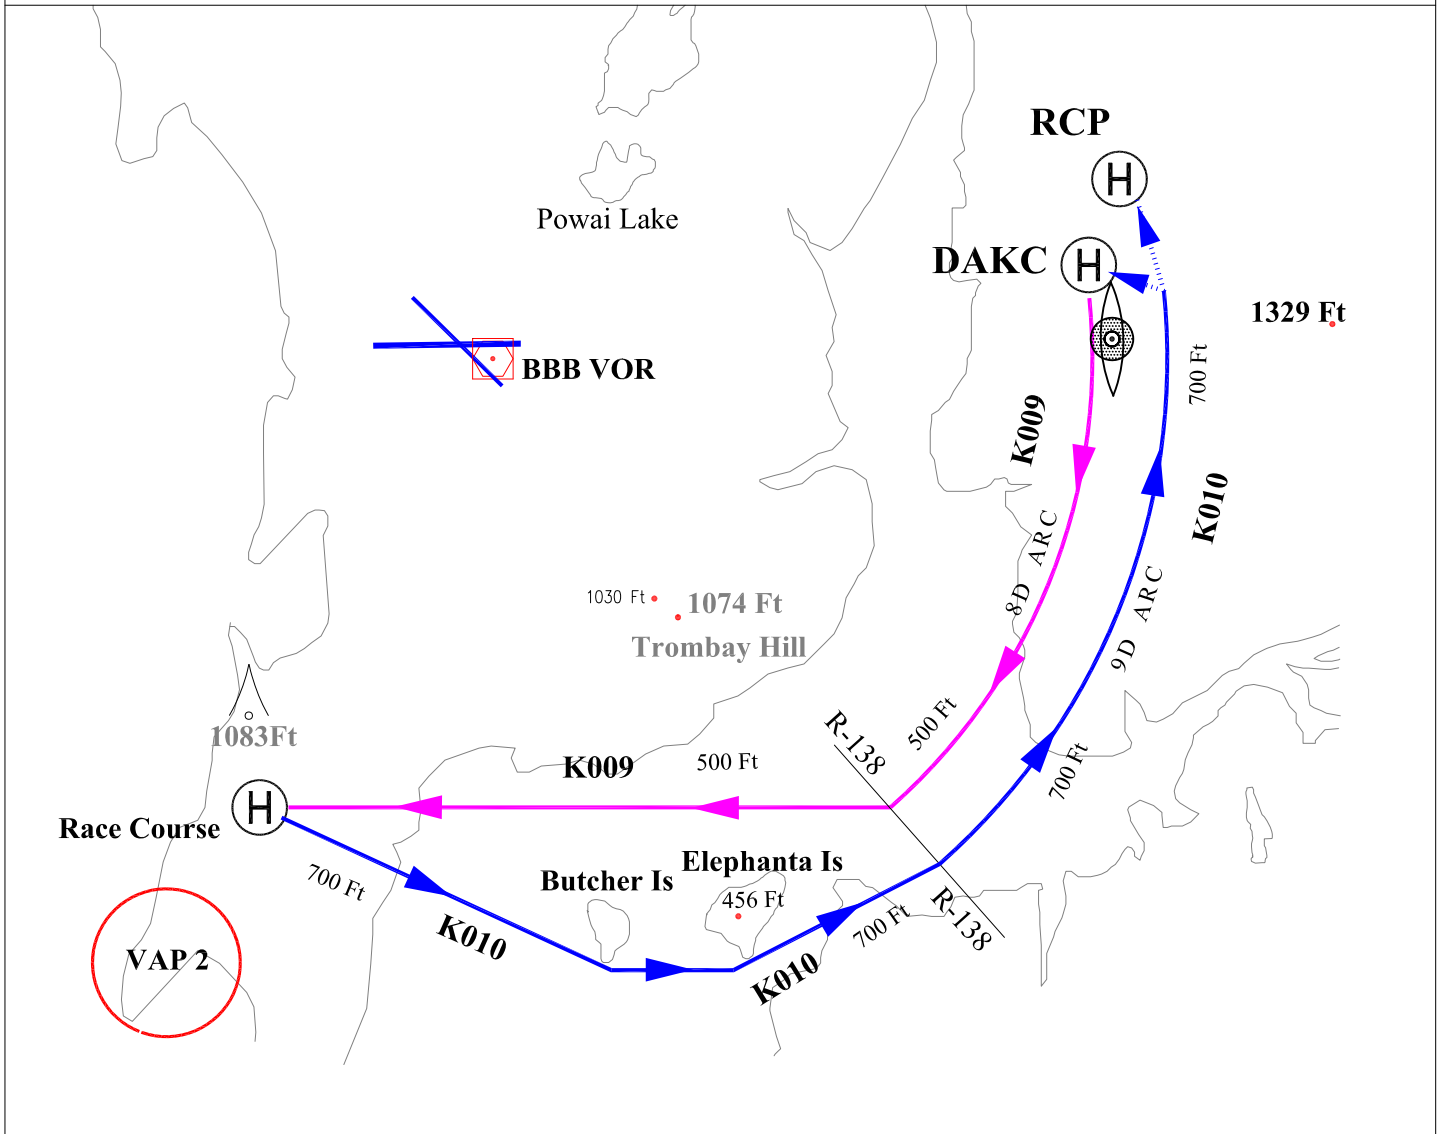 RCP
H
Powai Lake
DAKC
H
1329 Ft
BBB VOR
700 Ft
K009
K010
8D ARC
9D ARC
1030 Ft
1074 Ft
Trombay Hill
1083Ft
500 Ft
R-138
K009
500 Ft
700 Ft
H
Race Course
700 Ft
Butcher Is
Elephanta Is
456 Ft
K010
700 Ft
R-138
VAP 2
K010